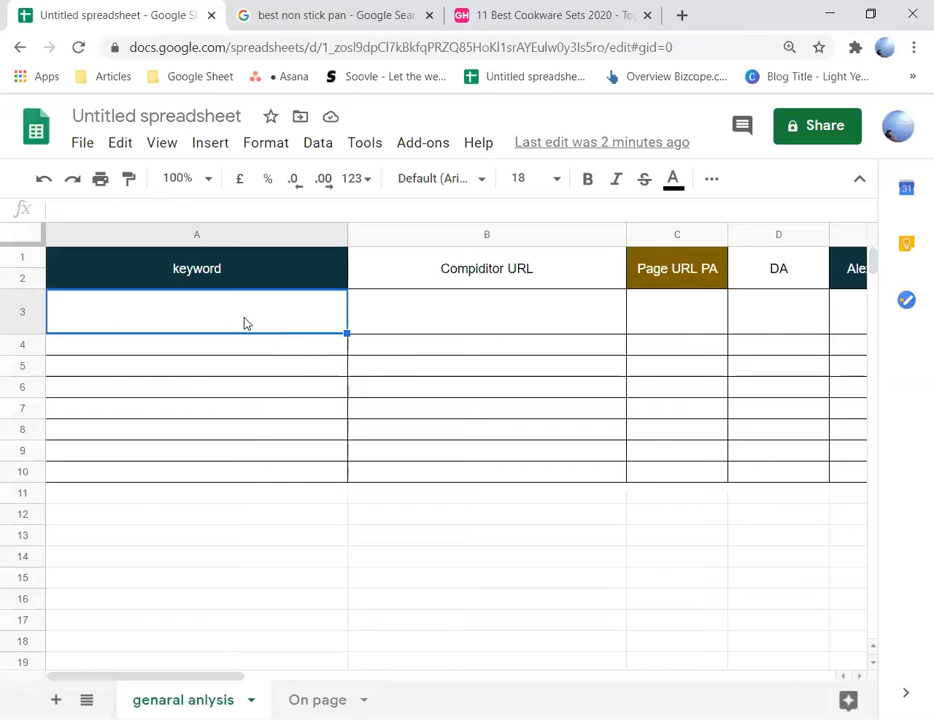 Untitled spreadsheet - Google S
best non stick pan - Google Sea
GH 11 Best Cookware Sets 2020 - To
docs.google.com/spreadsheets/d/1_zosl9dpCl7kBkfqPRZQ85HoKl1srAYEulw0y3Is5ro/edit#gid=0
Apps Articles Google Sheet • Asana S Soovle - Let the we... Untitled spreadshe... Overview Bizcope.c... C Blog Title - Light Ye... »
Untitled spreadsheet
Share
File Edit View Insert Format Data Tools Add-ons Help Last edit was 2 minutes ago
100% £ % .0 .00 123 Default (Ari... 18 B I S A
31
fx
A B C D
1
2
keyword Compiditor URL Page URL PA DA Ale
3
4
5
6
7
8
9
10
11
12
13
14
15
16
17
18
19
genaral anlysis On page